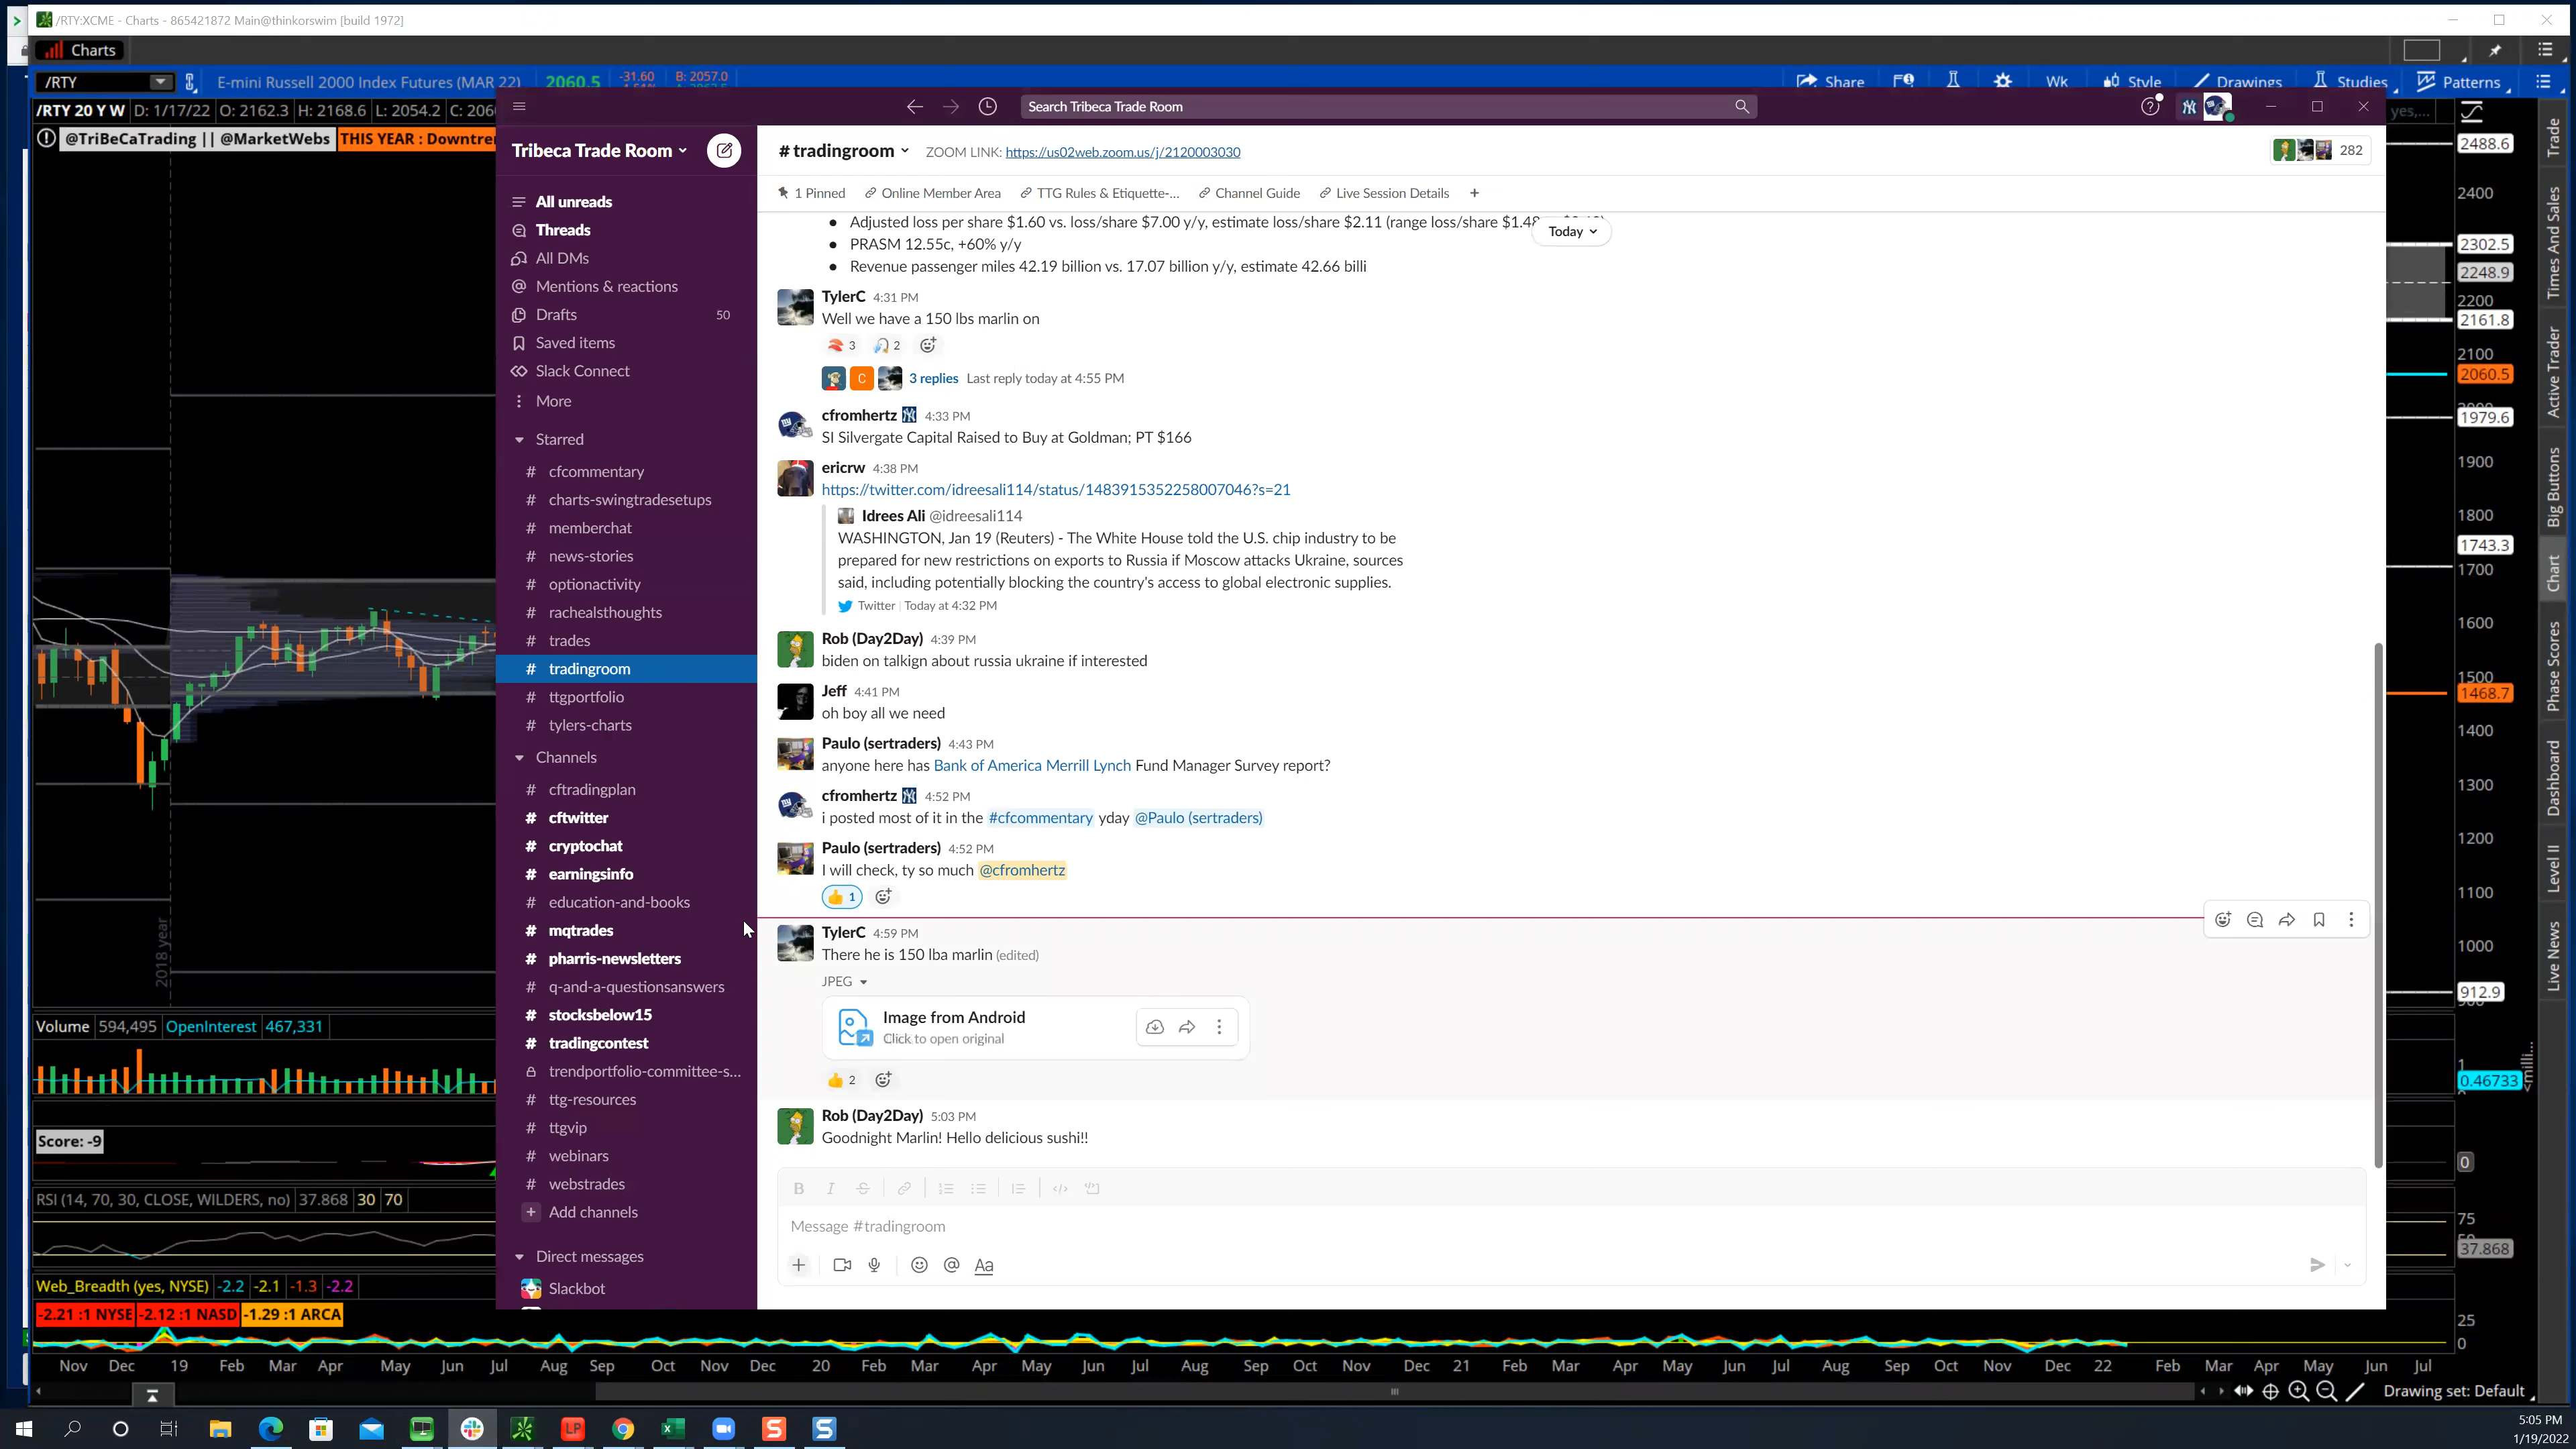 /RTY:XCME - Charts - 865421872 Main@thinkorswim [build 1972]
Charts
/RTY
E-mini Russell 2000 Index Futures (MAR 22)
2060.5
-31.60
B: 2057.0
Share
Wk
Style
Drawings
Studies
Patterns
/RTY 20 Y W
D: 1/17/22
O: 2162.3
H: 2168.6
L: 2054.2
C: 206
@TriBeCaTrading || @MarketWebs
THIS YEAR : Downtre
Search Tribeca Trade Room
Tribeca Trade Room
All unreads
Threads
All DMs
Mentions & reactions
Drafts
50
Saved items
Slack Connect
More
Starred
# cfcommentary
# charts-swingtradesetups
# memberchat
# news-stories
# optionactivity
# rachealsthoughts
# trades
# tradingroom
# ttgportfolio
# tylers-charts
Channels
# cftradingplan
# cftwitter
# cryptochat
# earningsinfo
# education-and-books
# mqtrades
# pharris-newsletters
# q-and-a-questionsanswers
# stocksbelow15
# tradingcontest
trendportfolio-committee-s...
# ttg-resources
# ttgvip
# webinars
# webstrades
+ Add channels
Direct messages
Slackbot
# tradingroom
ZOOM LINK: https://us02web.zoom.us/j/2120003030
282
1 Pinned
Online Member Area
TTG Rules & Etiquette-...
Channel Guide
Live Session Details
+
• Adjusted loss per share $1.60 vs. loss/share $7.00 y/y, estimate loss/share $2.11 (range loss/share $1.48
Today
• PRASM 12.55c, +60% y/y
• Revenue passenger miles 42.19 billion vs. 17.07 billion y/y, estimate 42.66 billi
TylerC 4:31 PM
Well we have a 150 lbs marlin on
3
2
C
3 replies Last reply today at 4:55 PM
cfromhertz 4:33 PM
SI Silvergate Capital Raised to Buy at Goldman; PT $166
ericrw 4:38 PM
https://twitter.com/idreesali114/status/1483915352258007046?s=21
Idrees Ali @idreesali114
WASHINGTON, Jan 19 (Reuters) - The White House told the U.S. chip industry to be
prepared for new restrictions on exports to Russia if Moscow attacks Ukraine, sources
said, including potentially blocking the country's access to global electronic supplies.
Twitter | Today at 4:32 PM
Rob (Day2Day) 4:39 PM
biden on talkign about russia ukraine if interested
Jeff 4:41 PM
oh boy all we need
Paulo (sertraders) 4:43 PM
anyone here has Bank of America Merrill Lynch Fund Manager Survey report?
cfromhertz 4:52 PM
i posted most of it in the #cfcommentary yday @Paulo (sertraders)
Paulo (sertraders) 4:52 PM
I will check, ty so much @cfromhertz
1
TylerC 4:59 PM
There he is 150 lba marlin (edited)
JPEG
Image from Android
Click to open original
2
Rob (Day2Day) 5:03 PM
Goodnight Marlin! Hello delicious sushi!!
Message #tradingroom
Aa
yes,...
2488.6
2400
2302.5
2248.9
2200
2161.8
2100
2060.5
1979.6
1900
1800
1743.3
1700
1600
1500
1468.7
1400
1300
1200
1100
1000
912.9
1
0.46733
<milli...
0
75
37.868
25
0
Trade
Times And Sales
Active Trader
Big Buttons
Chart
Phase Scores
Dashboard
Level II
Live News
2018 year
Volume 594,495 OpenInterest 467,331
Score: -9
RSI (14, 70, 30, CLOSE, WILDERS, no) 37.868 30 70
Web_Breadth (yes, NYSE) -2.2 -2.1 -1.3 -2.2
-2.21 :1 NYSE -2.12 :1 NASD -1.29 :1 ARCA
Nov Dec 19 Feb Mar Apr May Jun Jul Aug Sep Oct Nov Dec 20 Feb Mar Apr May Jun Jul Aug Sep Oct Nov Dec 21 Feb Mar Apr May Jun Jul Aug Sep Oct Nov Dec 22 Feb Mar Apr May Jun Jul
Drawing set: Default
5:05 PM
1/19/2022